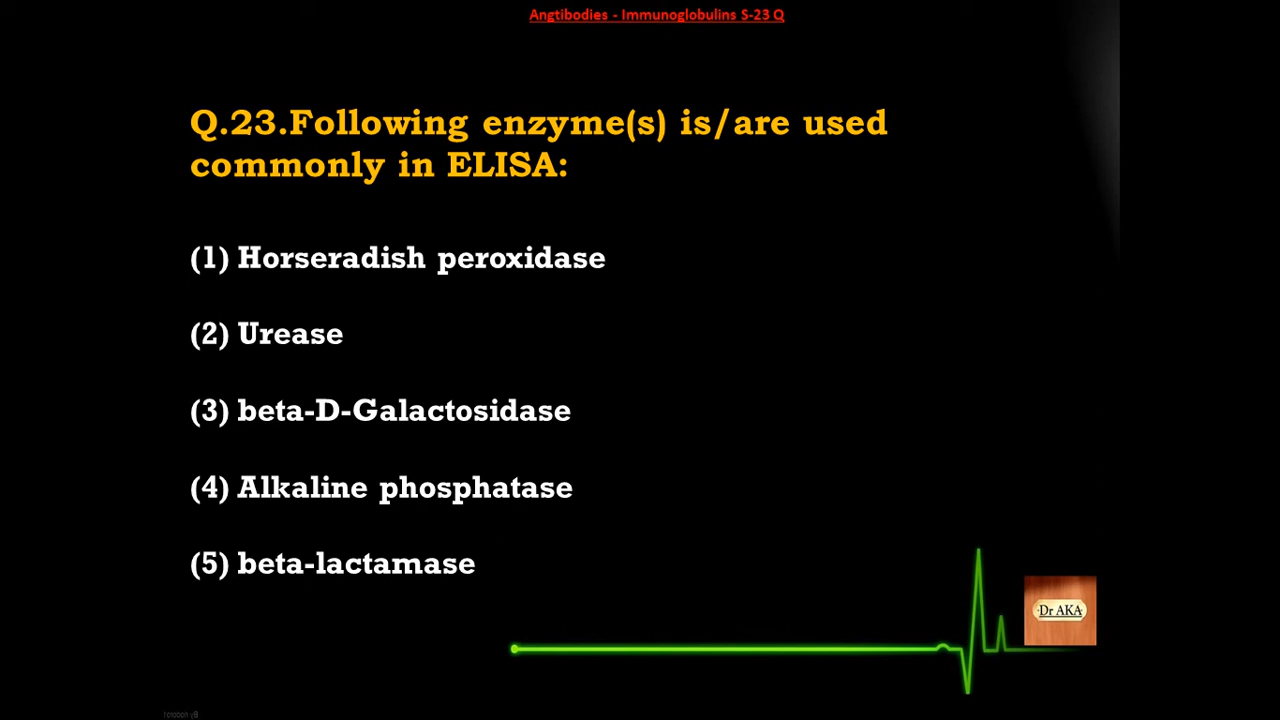 Angtibodies - Immunoglobulins S-23 Q
Q.23.Following enzyme(s) is/are used
commonly in ELISA:
(1) Horseradish peroxidase
(2) Urease
(3) beta-D-Galactosidase
(4) Alkaline phosphatase
(5) beta-lactamase
Dr AKA